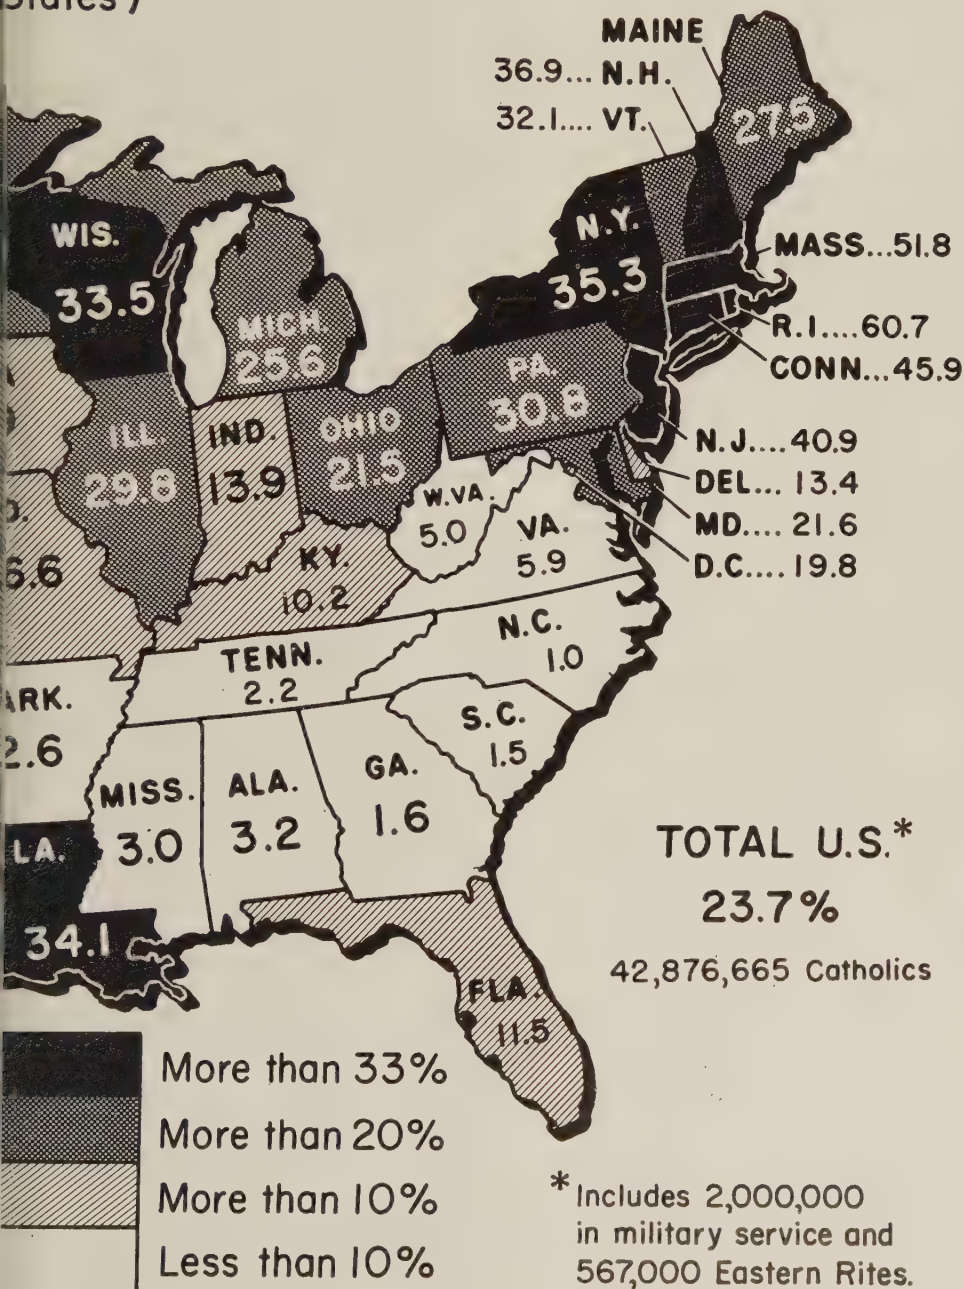 States)
MAINE
36.9... N.H.
32.1.... VT.
27.5
WIS.
33.5
N.Y.
35.3
MASS...51.8
MICH.
25.6
R.I....60.7
CONN...45.9
PA.
30.8
ILL.
29.8
IND.
13.9
OHIO
21.5
N.J.... 40.9
DEL... 13.4
MD.... 21.6
D.C.... 19.8
W.VA.
5.0
VA.
5.9
6.6
KY.
10.2
N.C.
1.0
TENN.
2.2
ARK.
2.6
S.C.
1.5
MISS.
3.0
ALA.
3.2
GA.
1.6
LA.
34.1
TOTAL U.S.*
23.7%
42,876,665 Catholics
FLA.
11.5
More than 33%
More than 20%
More than 10%
Less than 10%
* Includes 2,000,000
in military service and
567,000 Eastern Rites.